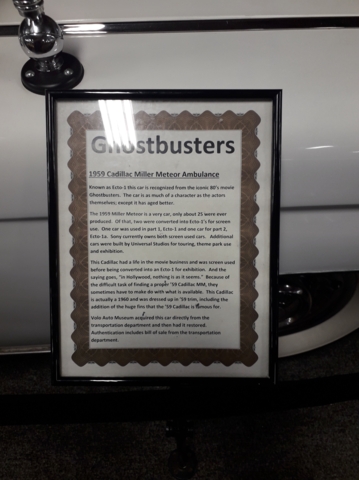 Ghostbusters
1959 Cadillac Miller Meteor Ambulance
Known as Ecto-1 this car is recognized from the iconic 80's movie
Ghostbusters. The car is as much of a character as the actors
themselves; except it has aged better.
The 1959 Miller Meteor is a very car, only about 25 were ever
produced. Of that, two were converted into Ecto 1's for screen
use. One car was used in part 1, Ecto-1 and one car for part 2,
Ecto-1a. Sony currently owns both screen used cars. Additional
cars were built by Universal Studios for touring, theme park use
and exhibition.
This Cadillac had a life in the movie business and was screen used
before being converted into an Ecto-1 for exhibition. And the
saying goes, "In Hollywood, nothing is as it seems." Because of
the difficult task of finding a proper '59 Cadillac MM, they
sometimes have to make do with what is available. This Cadillac
is actually a 1960 and was dressed up in '59 trim, including the
addition of the huge fins that the '59 Cadillac is famous for.
Volo Auto Museum acquired this car directly from the
transportation department and then had it restored.
Authentication includes bill of sale from the transportation
department